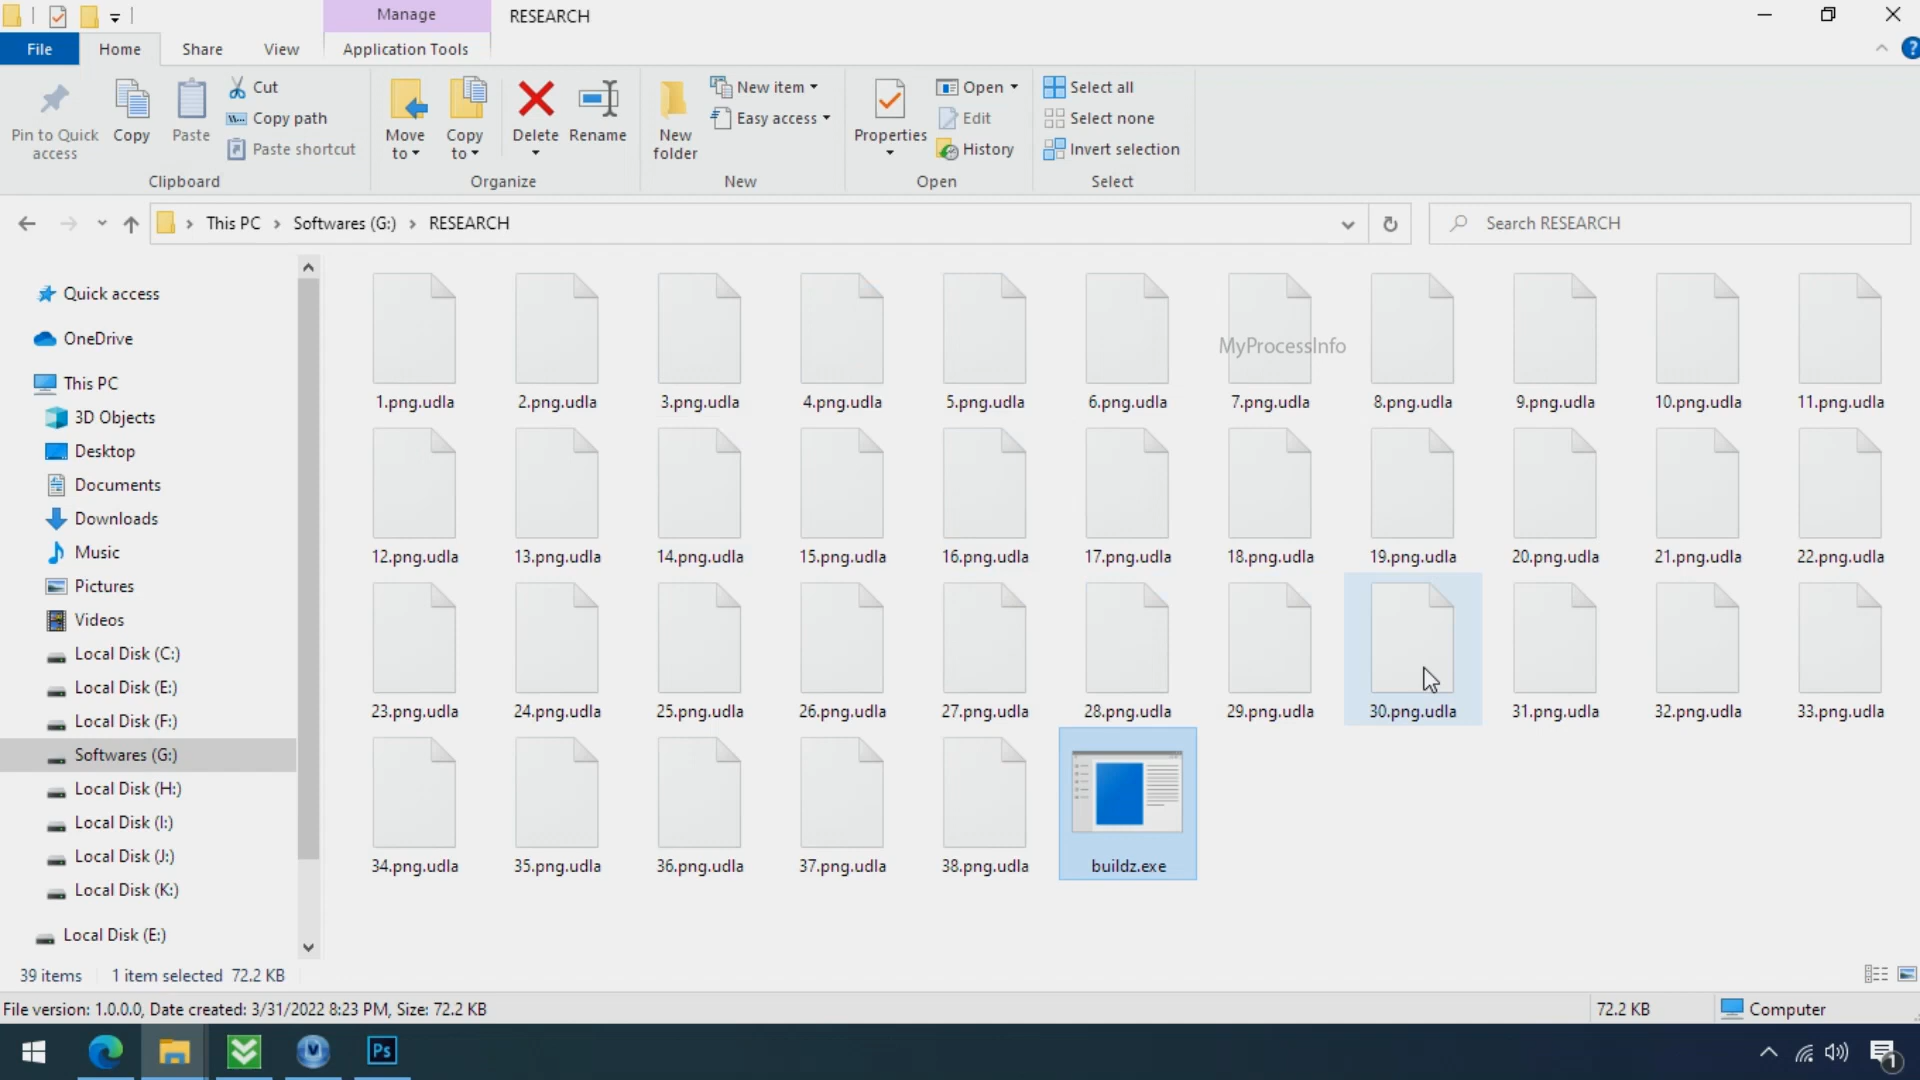 Manage
RESEARCH
File
Home
Share
View
Application Tools
Pin to Quick access
Copy
Paste
Cut
Copy path
Paste shortcut
Clipboard
Move to
Copy to
Delete
Rename
Organize
New folder
New item
Easy access
New
Properties
Open
Edit
History
Open
Select all
Select none
Invert selection
Select
This PC
Softwares (G:)
RESEARCH
Search RESEARCH
Quick access
OneDrive
This PC
3D Objects
Desktop
Documents
Downloads
Music
Pictures
Videos
Local Disk (C:)
Local Disk (E:)
Local Disk (F:)
Softwares (G:)
Local Disk (H:)
Local Disk (I:)
Local Disk (J:)
Local Disk (K:)
Local Disk (E:)
MyProcessInfo
1.png.udla
2.png.udla
3.png.udla
4.png.udla
5.png.udla
6.png.udla
7.png.udla
8.png.udla
9.png.udla
10.png.udla
11.png.udla
12.png.udla
13.png.udla
14.png.udla
15.png.udla
16.png.udla
17.png.udla
18.png.udla
19.png.udla
20.png.udla
21.png.udla
22.png.udla
23.png.udla
24.png.udla
25.png.udla
26.png.udla
27.png.udla
28.png.udla
29.png.udla
30.png.udla
31.png.udla
32.png.udla
33.png.udla
34.png.udla
35.png.udla
36.png.udla
37.png.udla
38.png.udla
buildz.exe
39 items
1 item selected 72.2 KB
File version: 1.0.0.0, Date created: 3/31/2022 8:23 PM, Size: 72.2 KB
72.2 KB
Computer
Ps
1